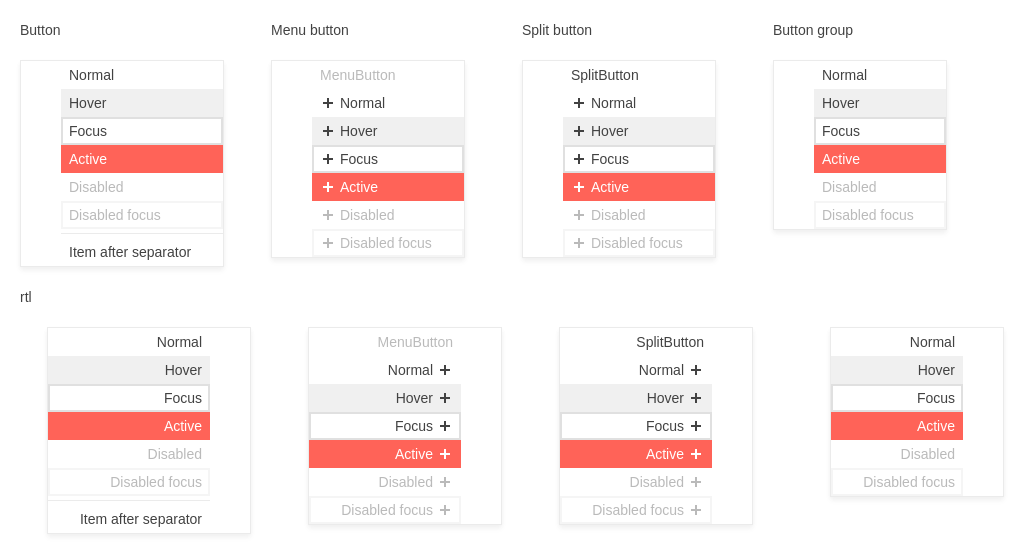 Button
Normal
Hover
Focus
Active
Disabled
Disabled focus
Item after separator
Menu button
MenuButton
Normal
Hover
Focus
Active
Disabled
Disabled focus
Split button
SplitButton
Normal
Hover
Focus
Active
Disabled
Disabled focus
Button group
Normal
Hover
Focus
Active
Disabled
Disabled focus
rtl
Normal
Hover
Focus
Active
Disabled
Disabled focus
Item after separator
MenuButton
Normal
Hover
Focus
Active
Disabled
Disabled focus
SplitButton
Normal
Hover
Focus
Active
Disabled
Disabled focus
Normal
Hover
Focus
Active
Disabled
Disabled focus